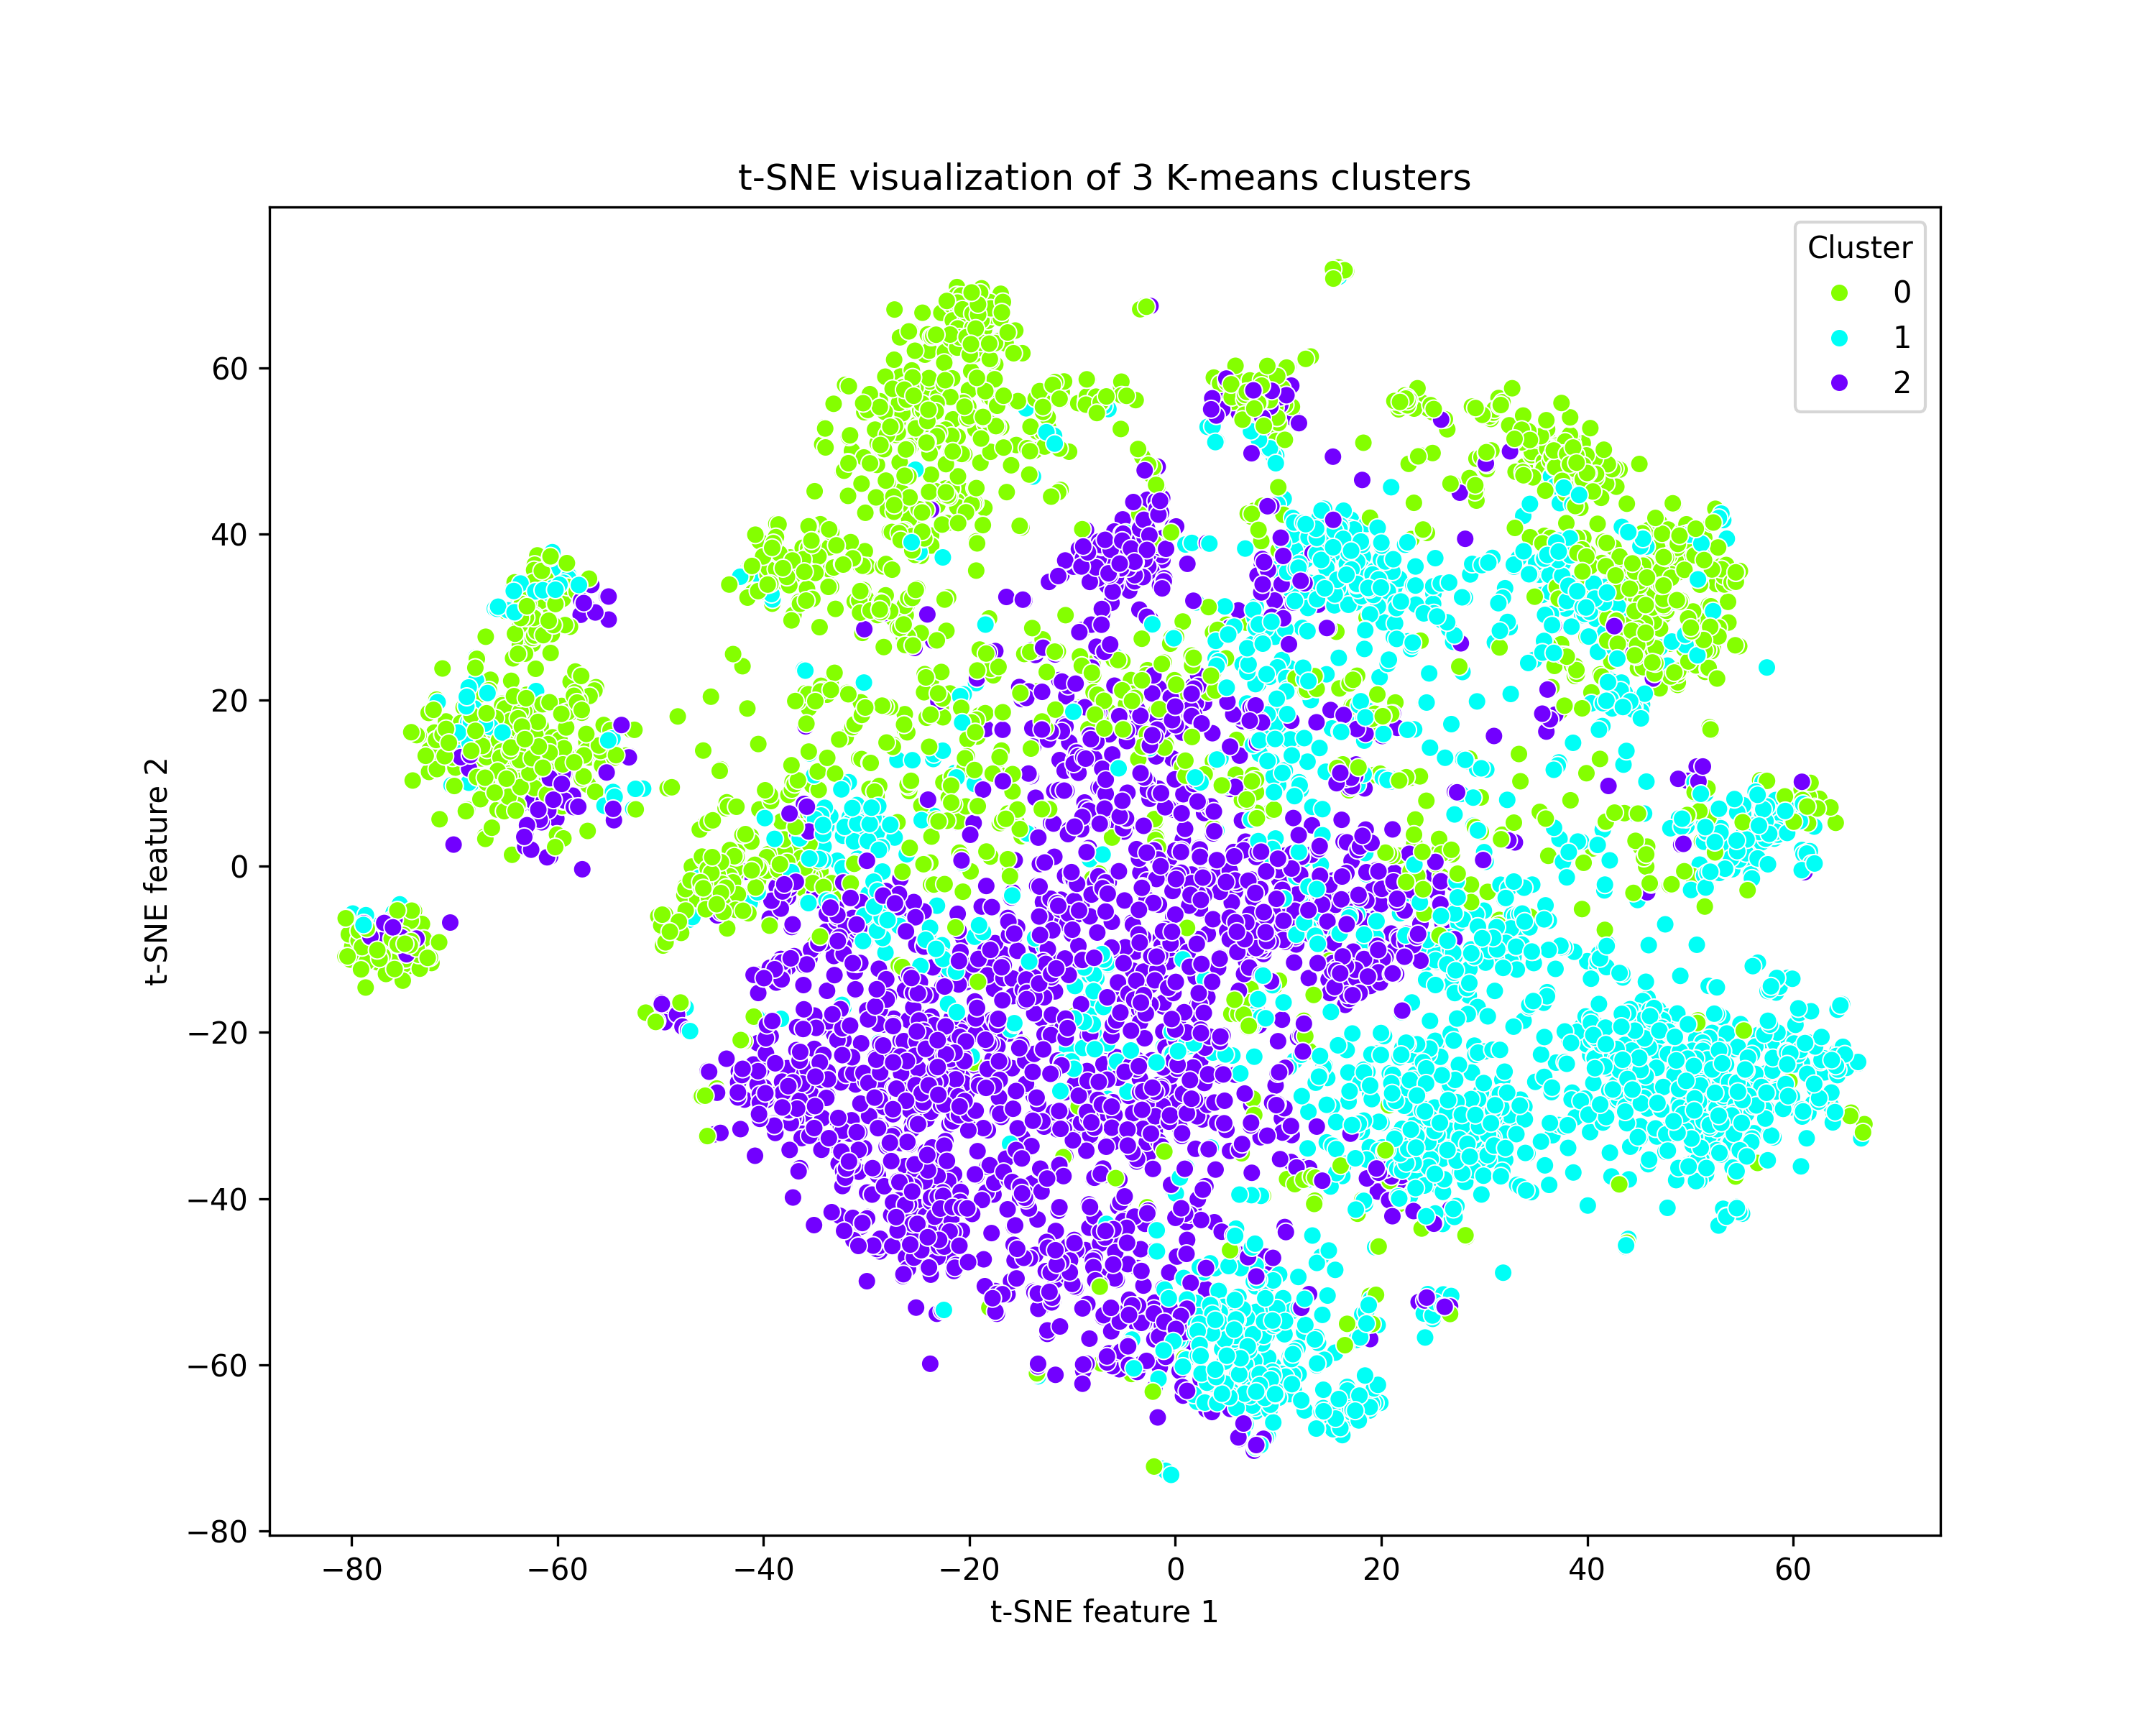 t-SNE visualization of 3 K-means clusters
Cluster
0
1
2
60
40
20
0
−20
−40
−60
−80
t-SNE feature 2
−80 −60 −40 −20 0 20 40 60
t-SNE feature 1